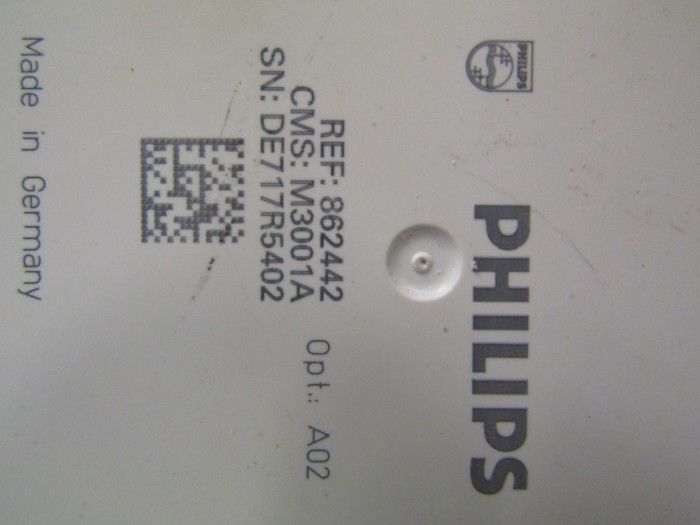 PHILIPS
PHILIPS
REF: 862442
CMS: M3001A Opt.: A02
SN: DE717R5402
Made in Germany